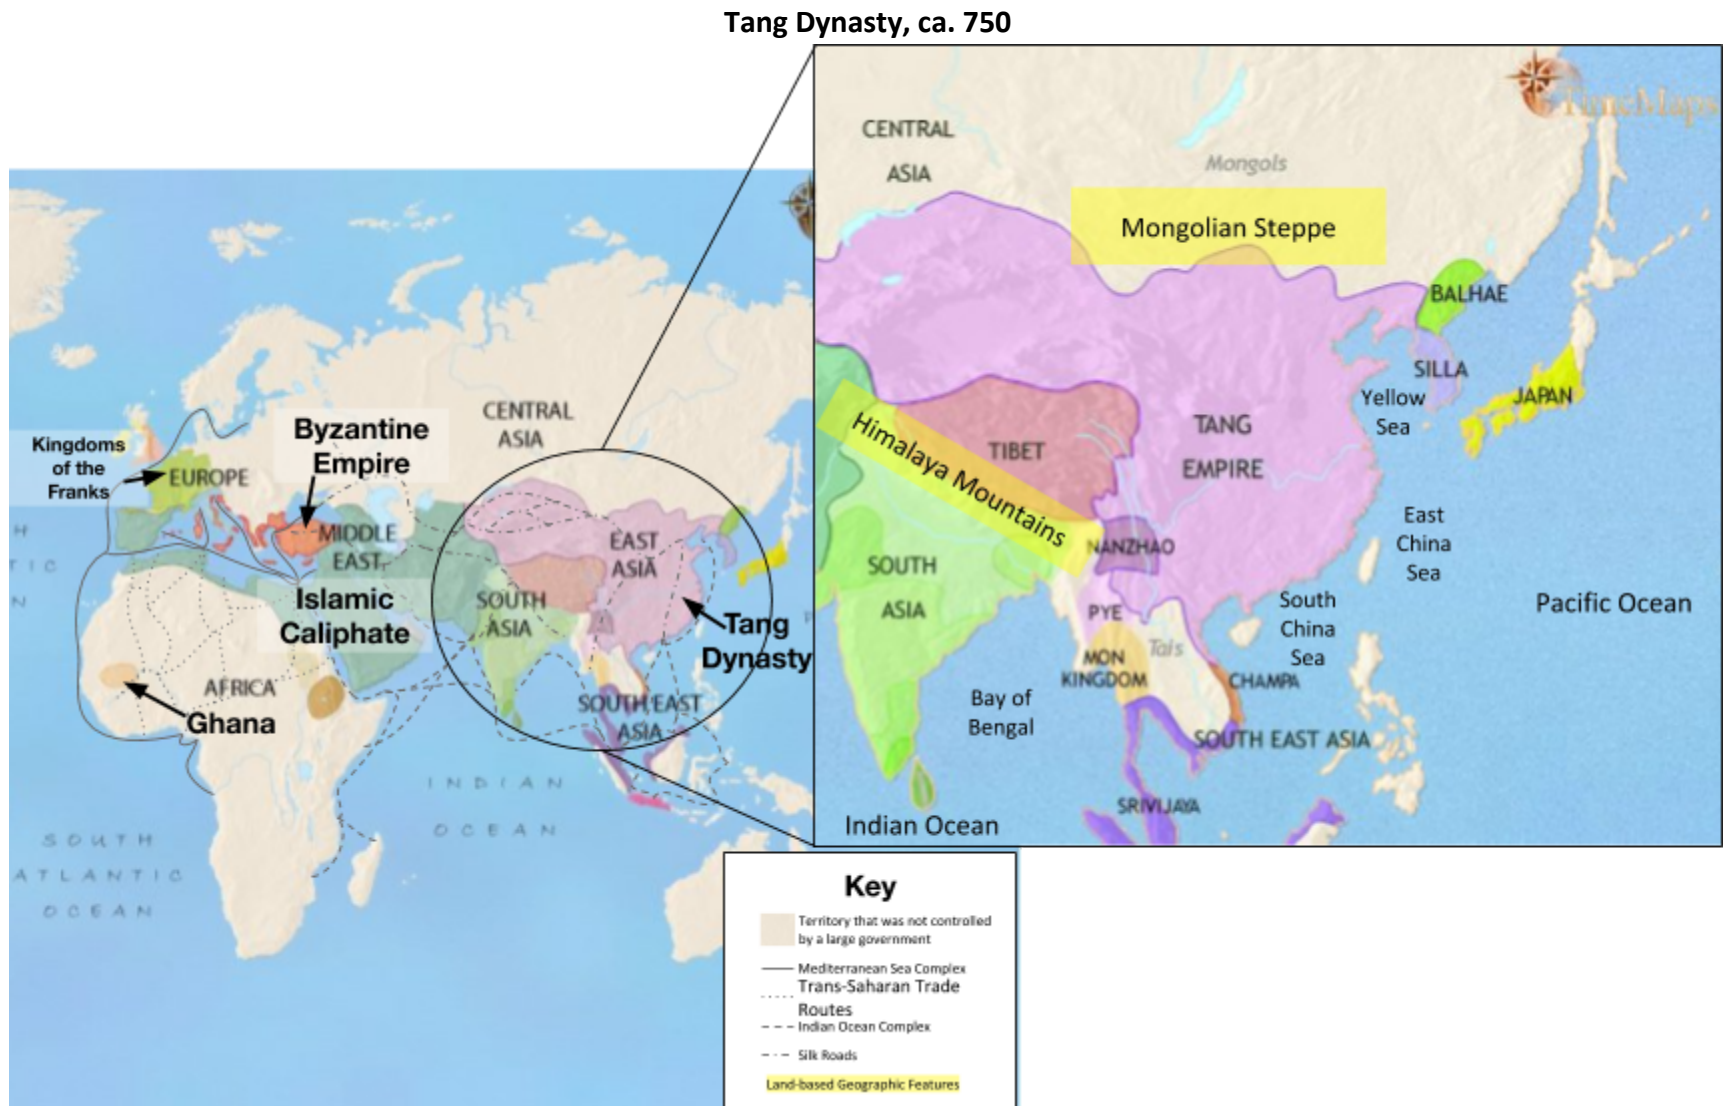 Tang Dynasty, ca. 750
Kingdoms
of the
Franks
EUROPE
Byzantine
Empire
CENTRAL
ASIA
MIDDLE
EAST
Islamic
Caliphate
SOUTH
ASIA
EAST
ASIA
Tang
Dynasty
AFRICA
Ghana
SOUTH EAST
ASIA
INDIAN
OCEAN
SOUTH
ATLANTIC
OCEAN
H
TIC
N
TimeMaps
CENTRAL
ASIA
Mongols
Mongolian Steppe
BALHAE
SILLA
JAPAN
Yellow
Sea
TANG
EMPIRE
TIBET
Himalaya Mountains
NANZHAO
East
China
Sea
SOUTH
ASIA
PYE
Tais
South
China
Sea
Pacific Ocean
MON
KINGDOM
CHAMPA
Bay of
Bengal
SOUTH EAST ASIA
SRIVIJAYA
Indian Ocean
Key
Territory that was not controlled
by a large government
Mediterranean Sea Complex
Trans-Saharan Trade
Routes
Indian Ocean Complex
Silk Roads
Land-based Geographic Features